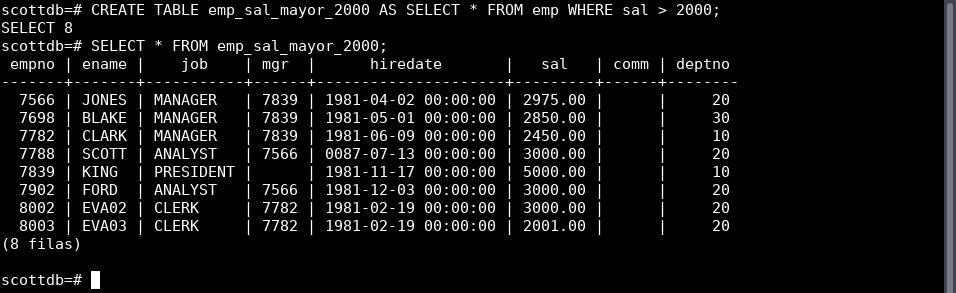 scottdb=# CREATE TABLE emp_sal_mayor_2000 AS SELECT * FROM emp WHERE sal > 2000;
SELECT 8
scottdb=# SELECT * FROM emp_sal_mayor_2000;
 empno | ename |    job    | mgr  |      hiredate       |   sal   | comm | deptno
-------+-------+-----------+------+---------------------+---------+------+--------
  7566 | JONES | MANAGER   | 7839 | 1981-04-02 00:00:00 | 2975.00 |      |     20
  7698 | BLAKE | MANAGER   | 7839 | 1981-05-01 00:00:00 | 2850.00 |      |     30
  7782 | CLARK | MANAGER   | 7839 | 1981-06-09 00:00:00 | 2450.00 |      |     10
  7788 | SCOTT | ANALYST   | 7566 | 0087-07-13 00:00:00 | 3000.00 |      |     20
  7839 | KING  | PRESIDENT |      | 1981-11-17 00:00:00 | 5000.00 |      |     10
  7902 | FORD  | ANALYST   | 7566 | 1981-12-03 00:00:00 | 3000.00 |      |     20
  8002 | EVA02 | CLERK     | 7782 | 1981-02-19 00:00:00 | 3000.00 |      |     20
  8003 | EVA03 | CLERK     | 7782 | 1981-02-19 00:00:00 | 2001.00 |      |     20
(8 filas)
scottdb=#